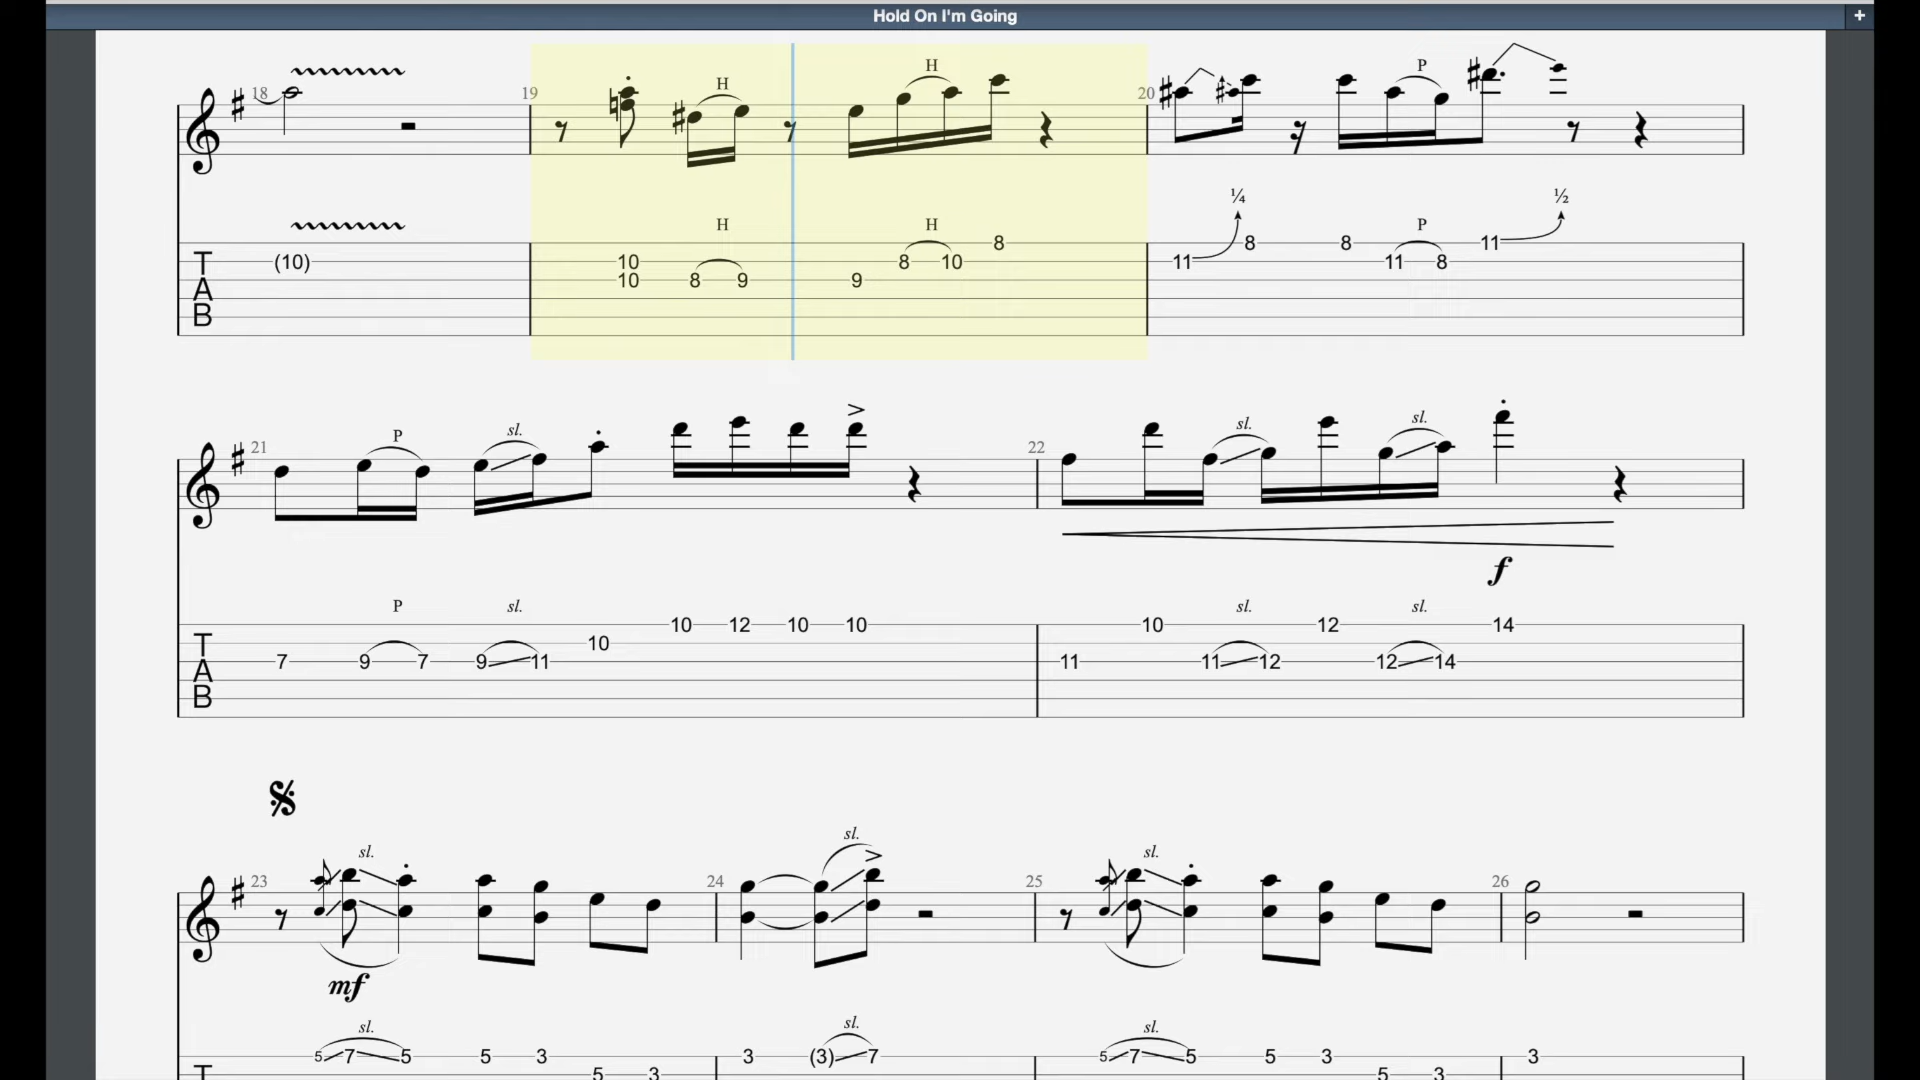 Hold On I'm Going +
18 19 H H 20 P
H H ¼ P ½
8 8 8 11
T (10) 10 8 10 11 11 8
A 10 8 9 9
B
21 P sl. 22 sl. sl.
f
P sl. sl. sl.
10 12 10 10 10 12 14
T 10
A 7 9 7 9 11 11 11 12 12 14
B
sl. sl. sl.
23 24 25 26
mf
sl. sl. sl.
5 7 5 5 3 3 (3) 7 5 7 5 5 3 3
T 5 3 5 3